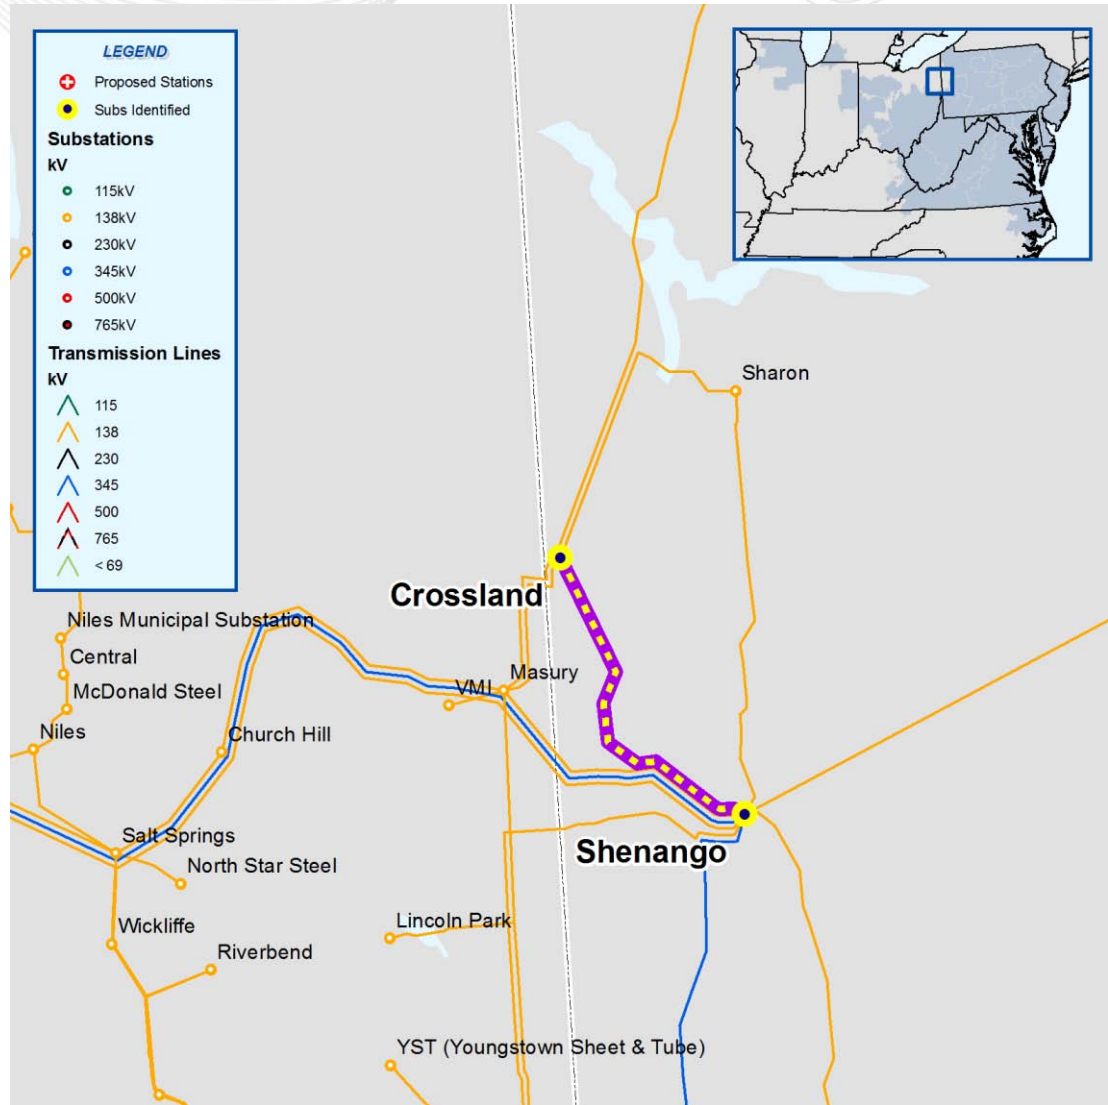 LEGEND
Proposed Stations
Subs Identified
Substations
kV
115kV
138kV
230kV
345kV
500kV
765kV
Transmission Lines
kV
115
138
230
345
500
765
< 69
Sharon
Crossland
Niles Municipal Substation
Central
McDonald Steel
Niles
Masury
VMI
Church Hill
Salt Springs
North Star Steel
Shenango
Wickliffe
Riverbend
Lincoln Park
YST (Youngstown Sheet & Tube)